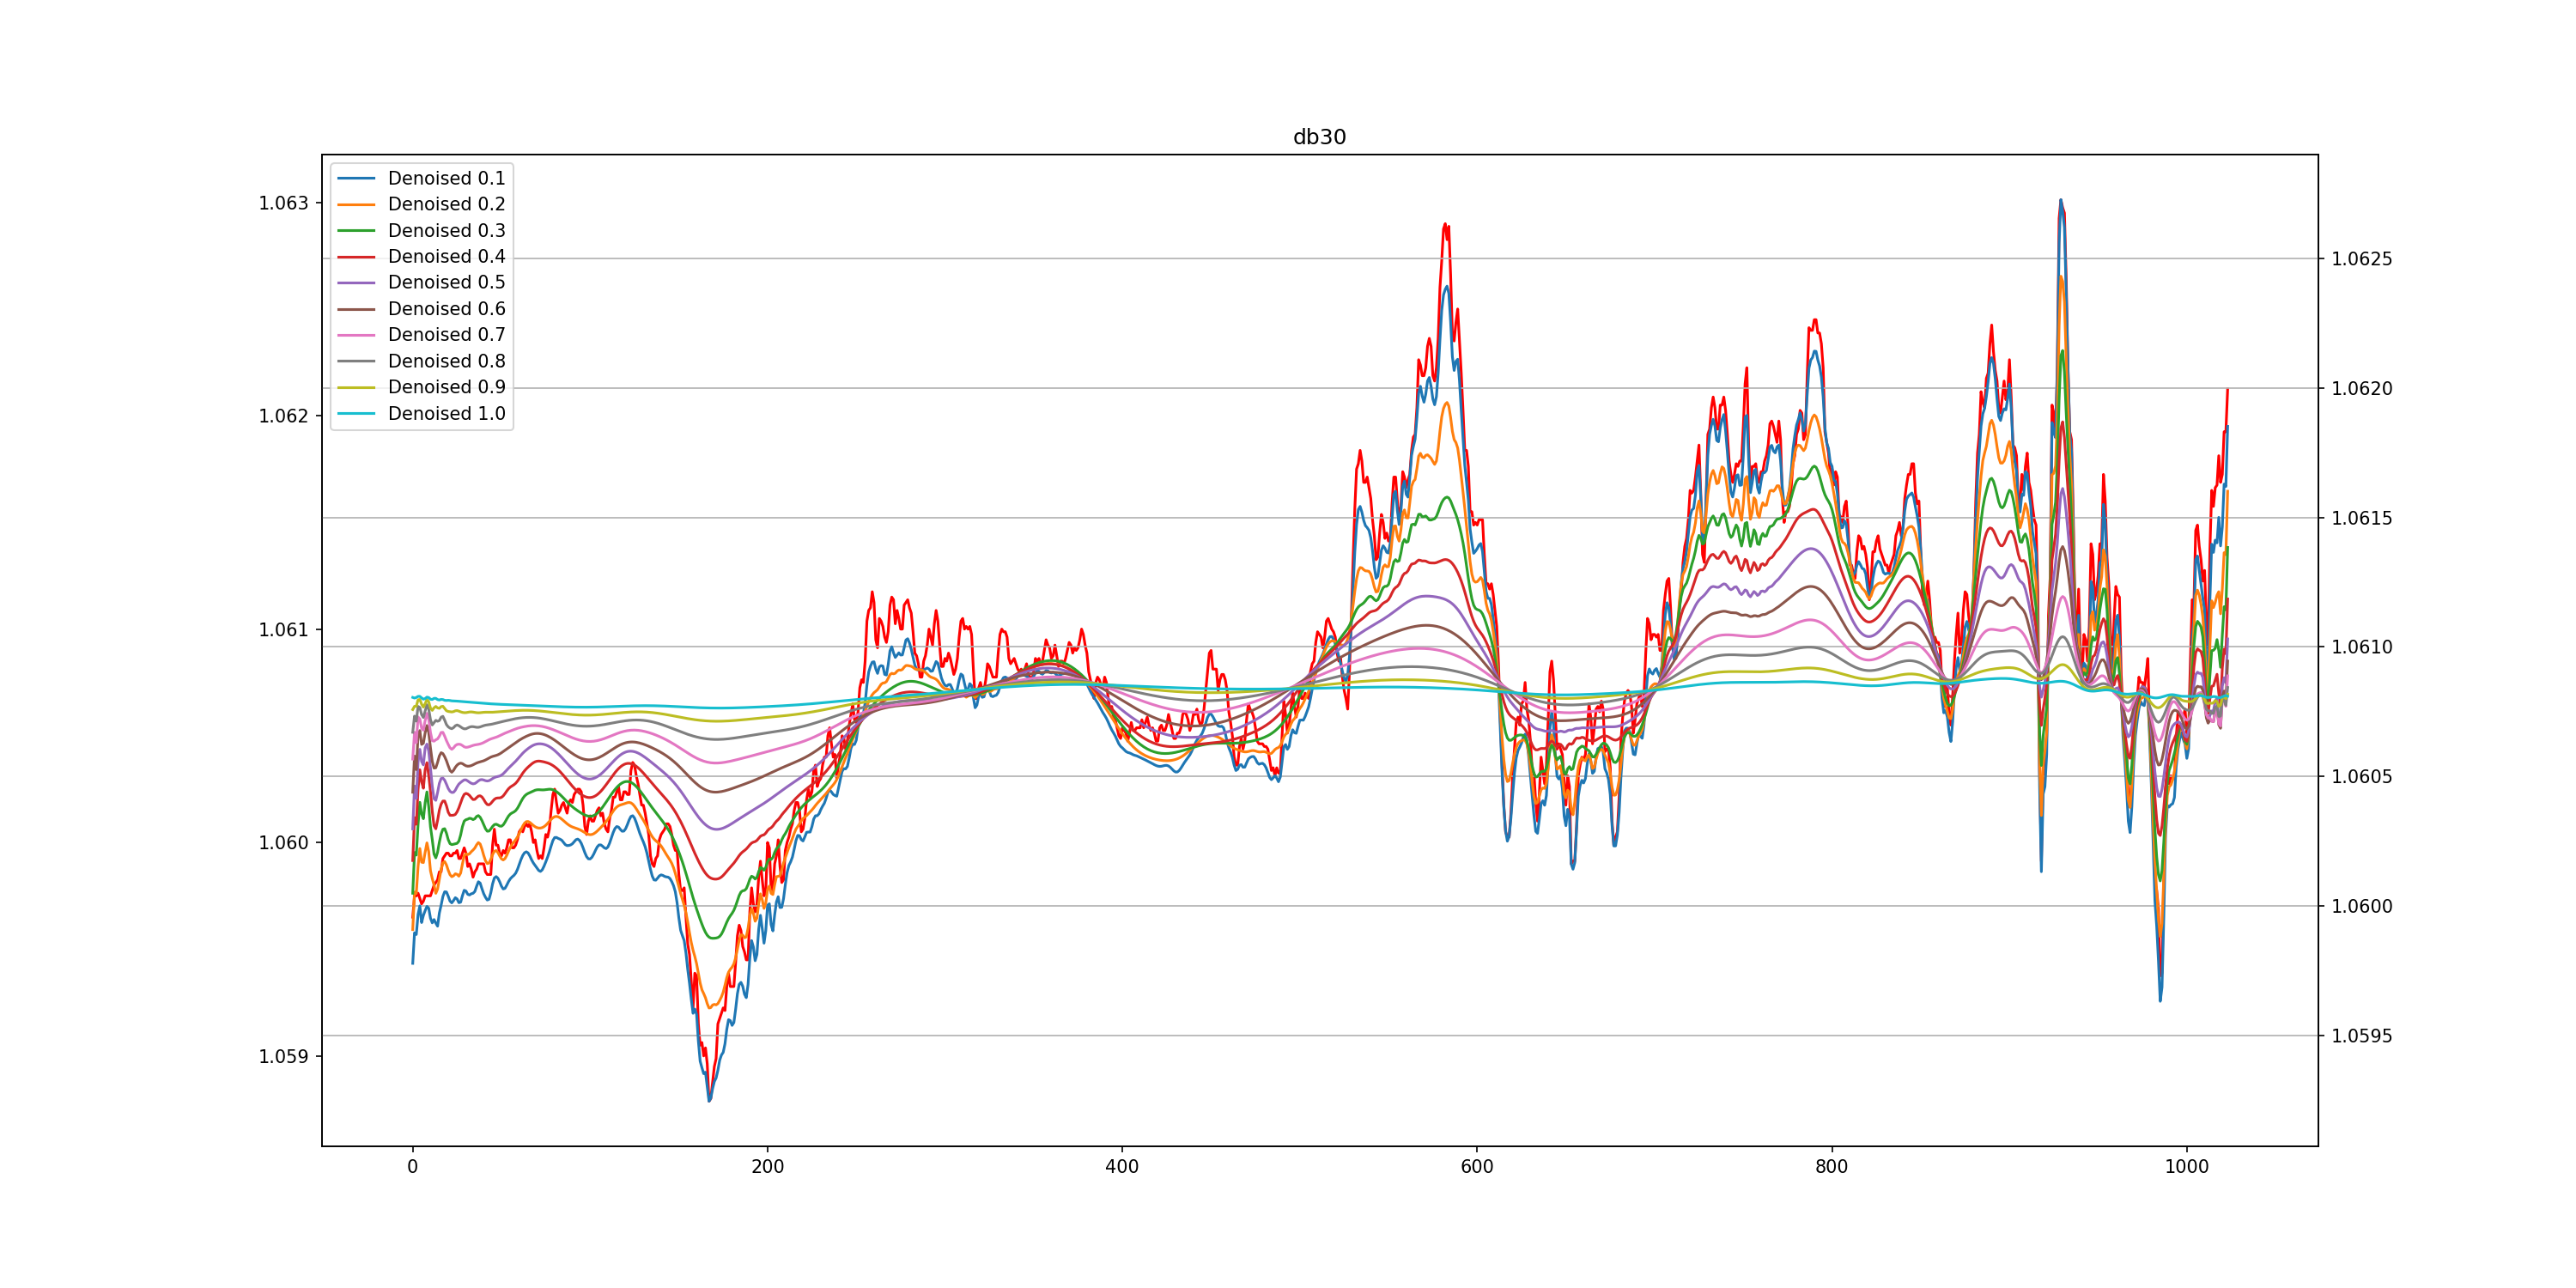 db30
Denoised 0.1
Denoised 0.2
Denoised 0.3
Denoised 0.4
Denoised 0.5
Denoised 0.6
Denoised 0.7
Denoised 0.8
Denoised 0.9
Denoised 1.0
1.063
1.062
1.061
1.060
1.059
1.0625
1.0620
1.0615
1.0610
1.0605
1.0600
1.0595
0 200 400 600 800 1000